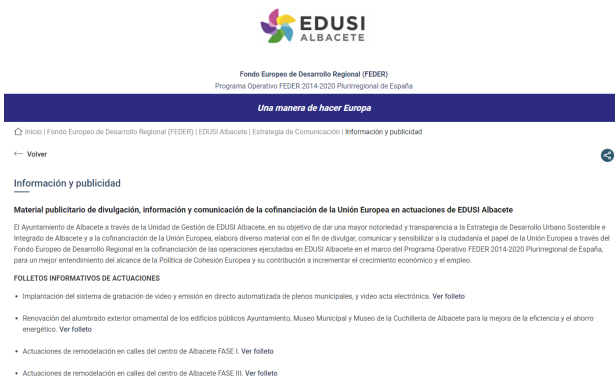 EDUSI
ALBACETE
Fondo Europeo de Desarrollo Regional (FEDER)
Programa Operativo FEDER 2014-2020 Plurirregional de España
Una manera de hacer Europa
Inicio | Fondo Europeo de Desarrollo Regional (FEDER) | EDUSI Albacete | Estrategia de Comunicación | Información y publicidad
← Volver
Información y publicidad
Material publicitario de divulgación, información y comunicación de la cofinanciación de la Unión Europea en actuaciones de EDUSI Albacete
El Ayuntamiento de Albacete a través de la Unidad de Gestión de EDUSI Albacete, en su objetivo de dar una mayor notoriedad y transparencia a la Estrategia de Desarrollo Urbano Sostenible e
Integrado de Albacete y a la cofinanciación de la Unión Europea, elabora diverso material con el fin de divulgar, comunicar y sensibilizar a la ciudadanía el papel de la Unión Europea a través del
Fondo Europeo de Desarrollo Regional en la cofinanciación de las operaciones ejecutadas en EDUSI Albacete en el marco del Programa Operativo FEDER 2014-2020 Plurirregional de España,
para un mejor entendimiento del alcance de la Política de Cohesión Europea y su contribución a incrementar el crecimiento económico y el empleo.
FOLLETOS INFORMATIVOS DE ACTUACIONES
• Implantación del sistema de grabación de video y emisión en directo automatizada de plenos municipales, y video acta electrónica. Ver folleto
• Renovación del alumbrado exterior ornamental de los edificios públicos Ayuntamiento, Museo Municipal y Museo de la Cuchillería de Albacete para la mejora de la eficiencia y el ahorro
energético. Ver folleto
• Actuaciones de remodelación en calles del centro de Albacete FASE I. Ver folleto
• Actuaciones de remodelación en calles del centro de Albacete FASE III. Ver folleto